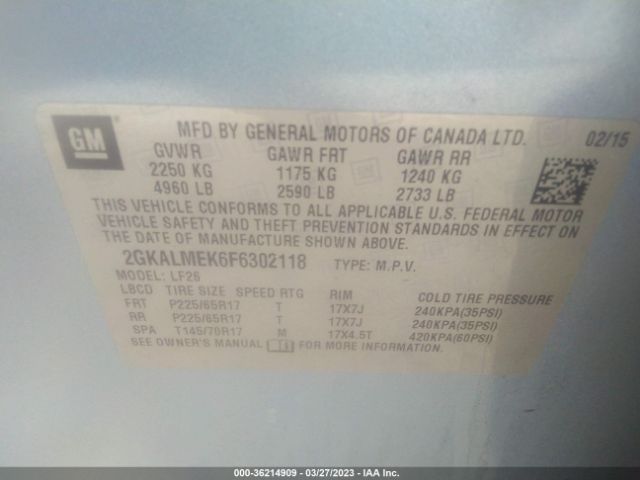 GM
MFD BY GENERAL MOTORS OF CANADA LTD. 02/15
GVWR GAWR FRT GAWR RR
2250 KG 1175 KG 1240 KG
4960 LB 2590 LB 2733 LB
THIS VEHICLE CONFORMS TO ALL APPLICABLE U.S. FEDERAL MOTOR
VEHICLE SAFETY AND THEFT PREVENTION STANDARDS IN EFFECT ON
THE DATE OF MANUFACTURE SHOWN ABOVE.
2GKALMEK6F6302118 TYPE: M.P.V.
MODEL: LF26
LBCD TIRE SIZE SPEED RTG RIM COLD TIRE PRESSURE
FRT P225/65R17 T 17X7J 240KPA(35PSI)
RR P225/65R17 T 17X7J 240KPA(35PSI)
SPA T145/70R17 M 17X4.5T 420KPA(60PSI)
SEE OWNER'S MANUAL FOR MORE INFORMATION.
000-36214909 — 03/27/2023 — IAA Inc.